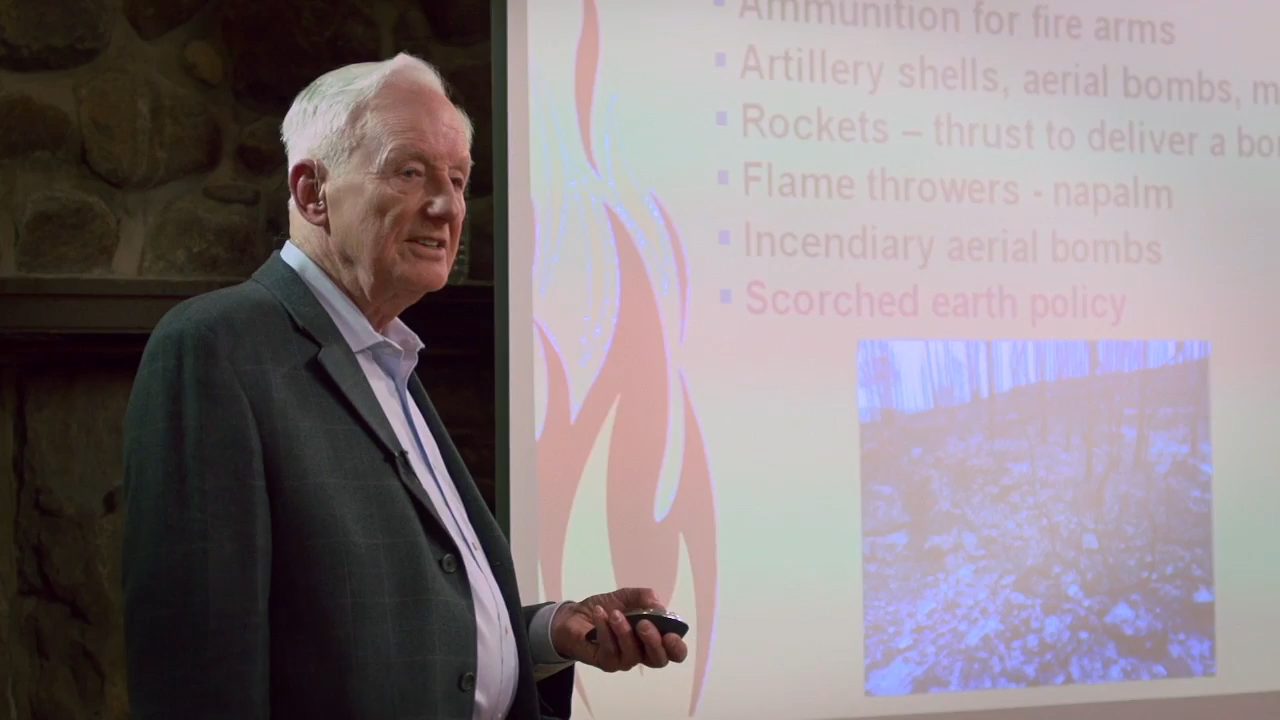 Ammunition for fire arms
Artillery shells, aerial bombs, m
Rockets – thrust to deliver a bo
Flame throwers - napalm
Incendiary aerial bombs
Scorched earth policy